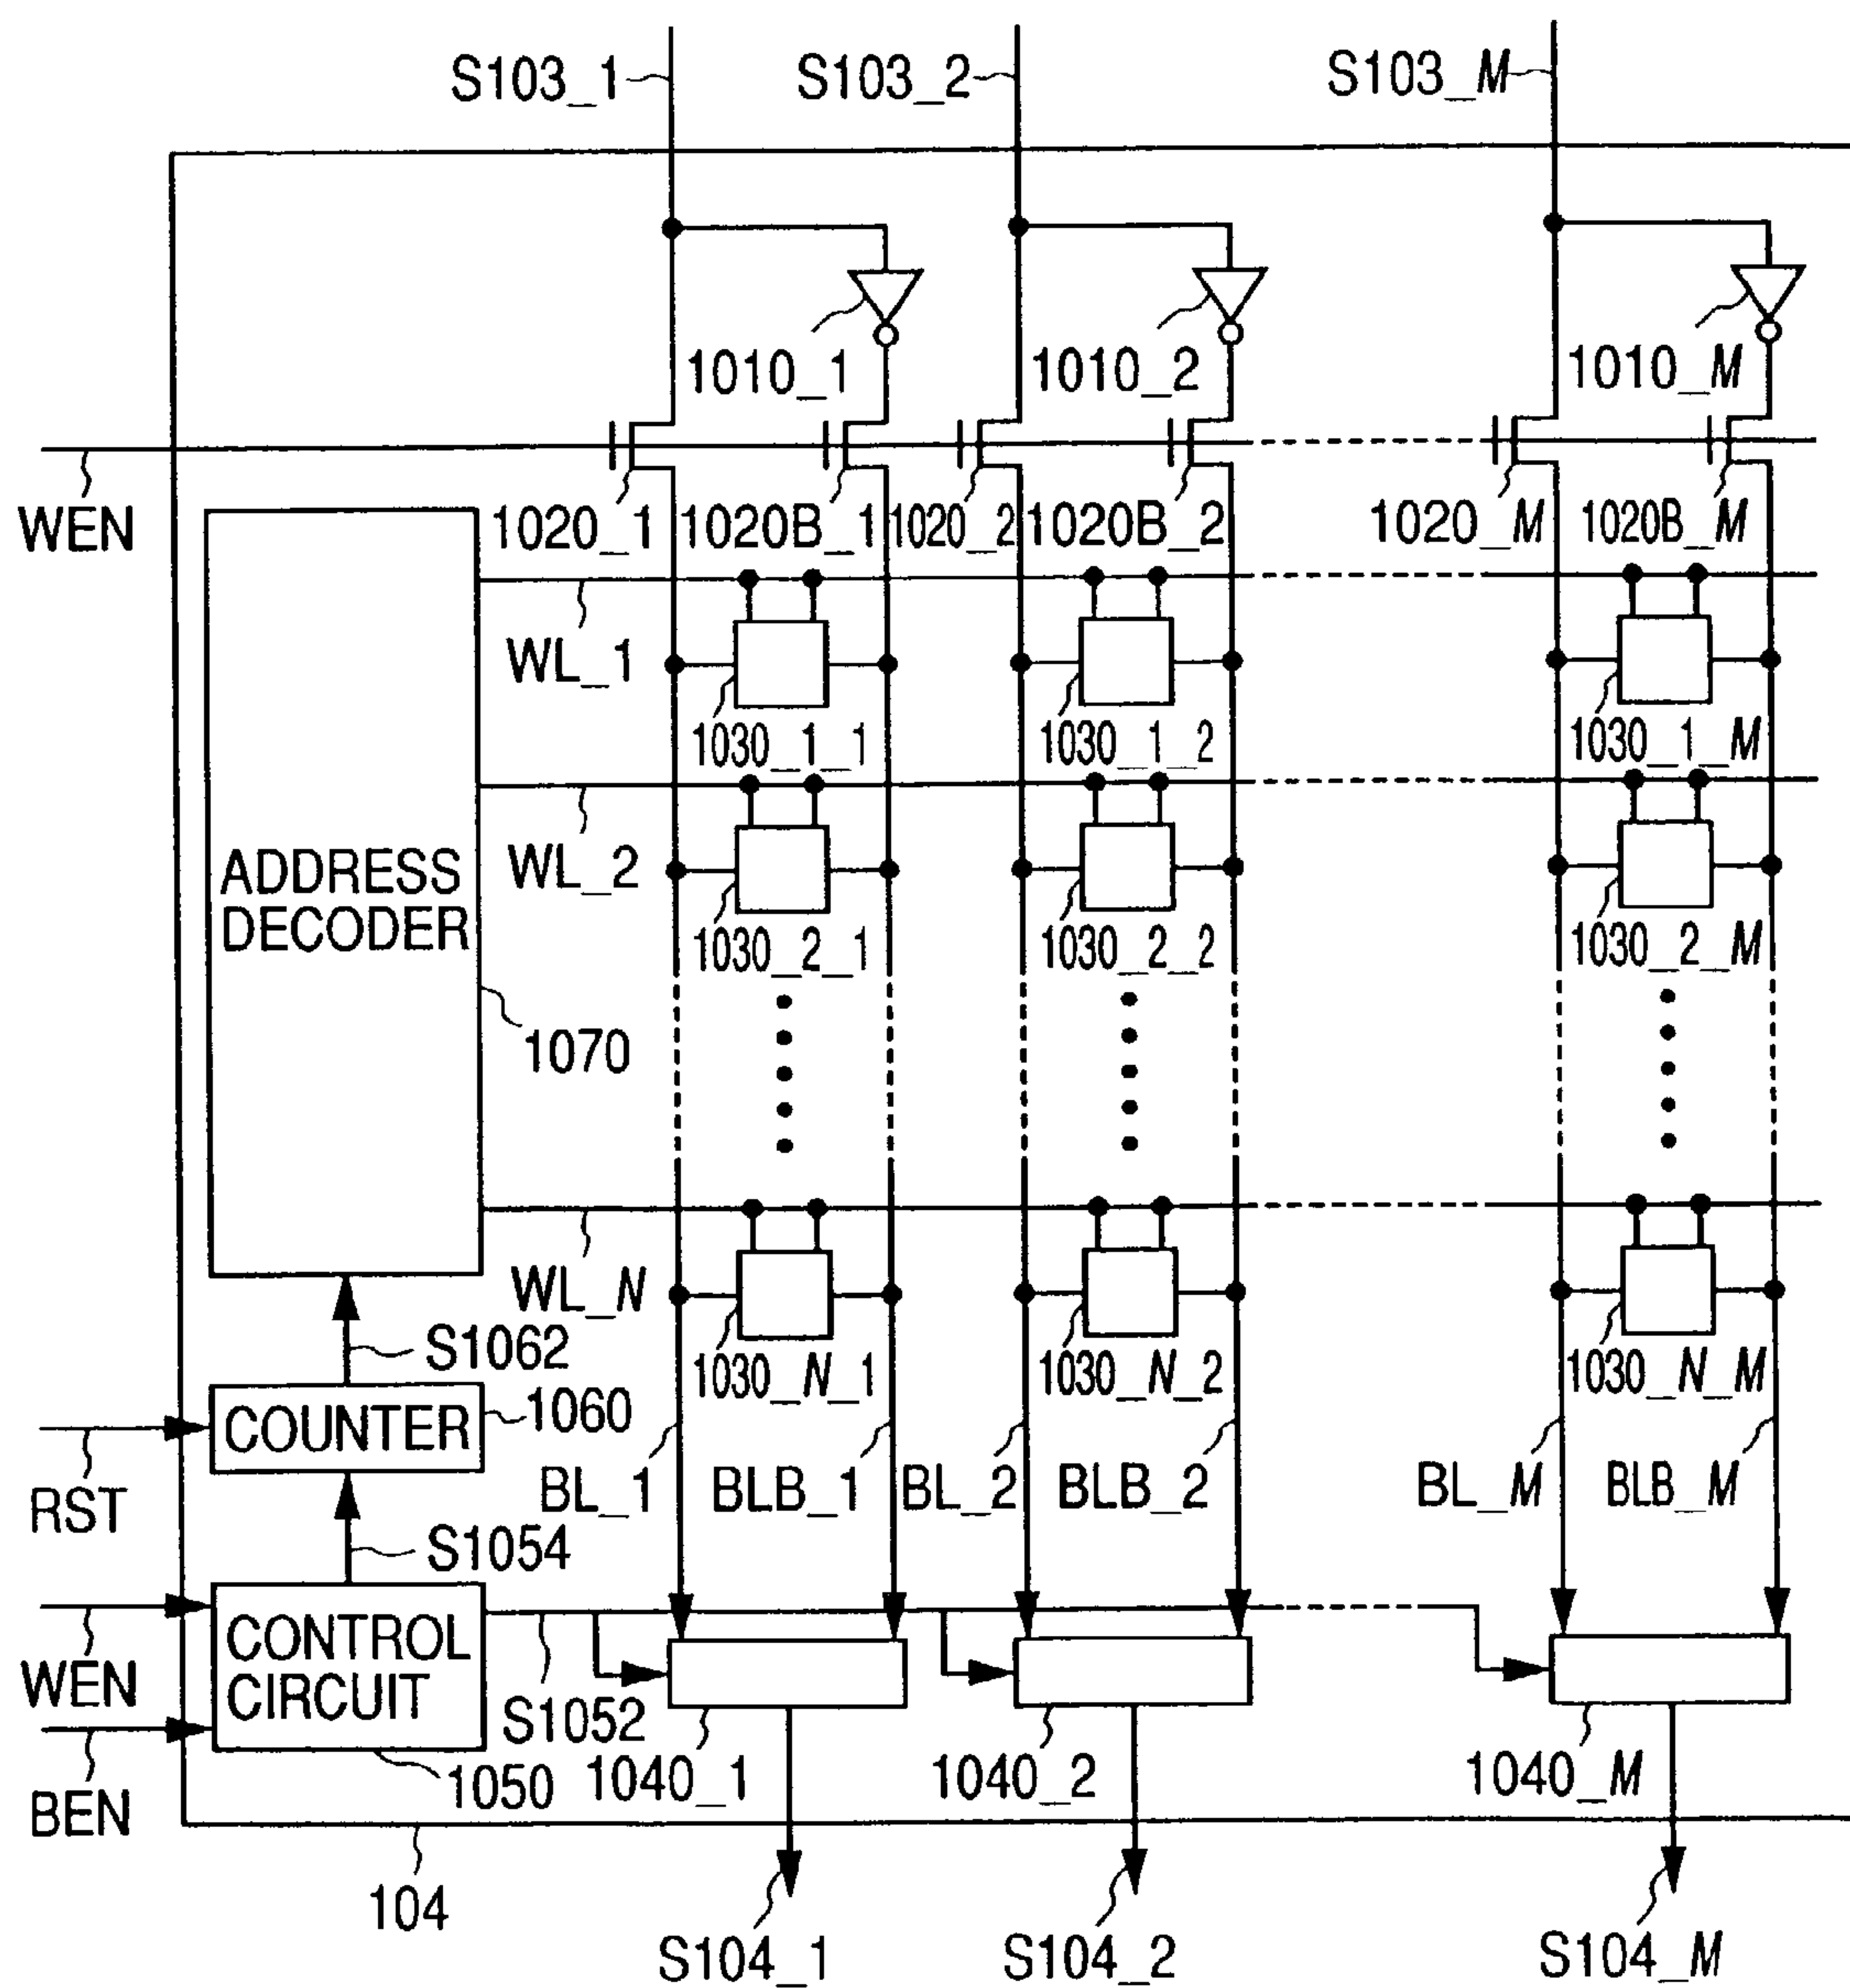 S103_1 S103_2 S103_M
1010_1 1010_2 1010_M
WEN
1020_1 1020B_1 1020_2 1020B_2 1020_M 1020B_M
WL_1
1030_1_1 1030_1_2 1030_1_M
WL_2
ADDRESS
DECODER
1030_2_1 1030_2_2 1030_2_M
1070
WL_N
S1062
1030_N_1 1030_N_2 1030_N_M
COUNTER
1060
RST
BL_1 BLB_1 BL_2 BLB_2 BL_M BLB_M
S1054
CONTROL
CIRCUIT
WEN
S1052
BEN
1050 1040_1 1040_2 1040_M
104
S104_1 S104_2 S104_M